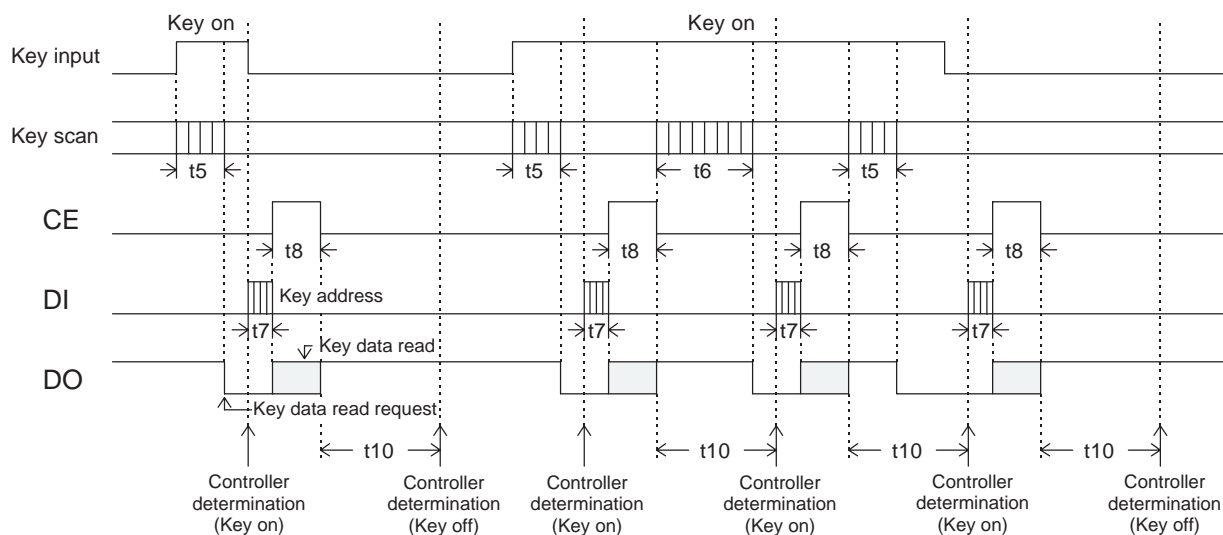 Key on
Key on
Key input
Key scan
t5
t5
t6
t5
CE
t8
t8
t8
t8
DI
Key address
t7
t7
t7
t7
Key data read
DO
Key data read request
t10
t10
t10
t10
Controller
determination
(Key on)
Controller
determination
(Key off)
Controller
determination
(Key on)
Controller
determination
(Key on)
Controller
determination
(Key on)
Controller
determination
(Key off)